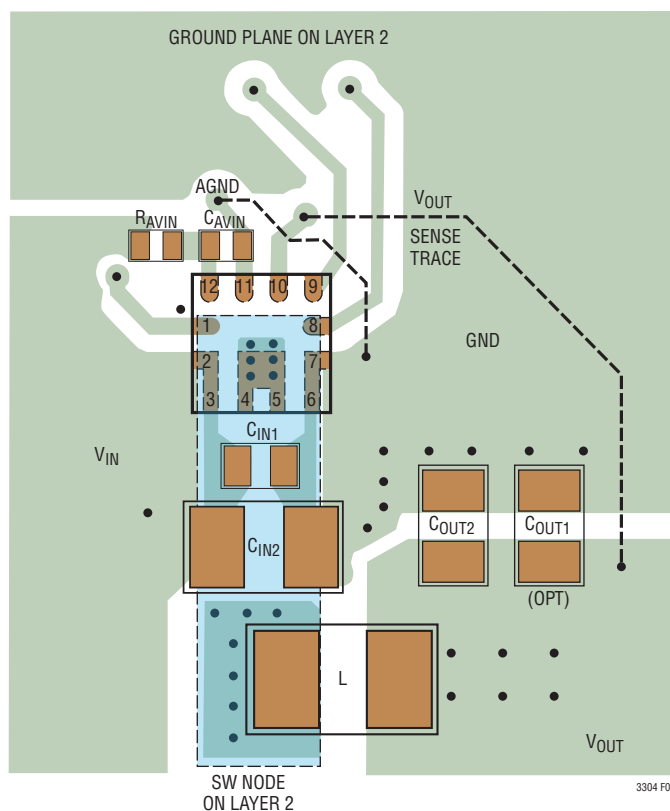 GROUND PLANE ON LAYER 2
AGND
VOUT
SENSE
TRACE
RAVIN
CAVIN
12
11
10
9
1
8
2
7
3
4
5
6
GND
CIN1
VIN
CIN2
COUT2
COUT1
(OPT)
L
VOUT
SW NODE
ON LAYER 2
3304 F0